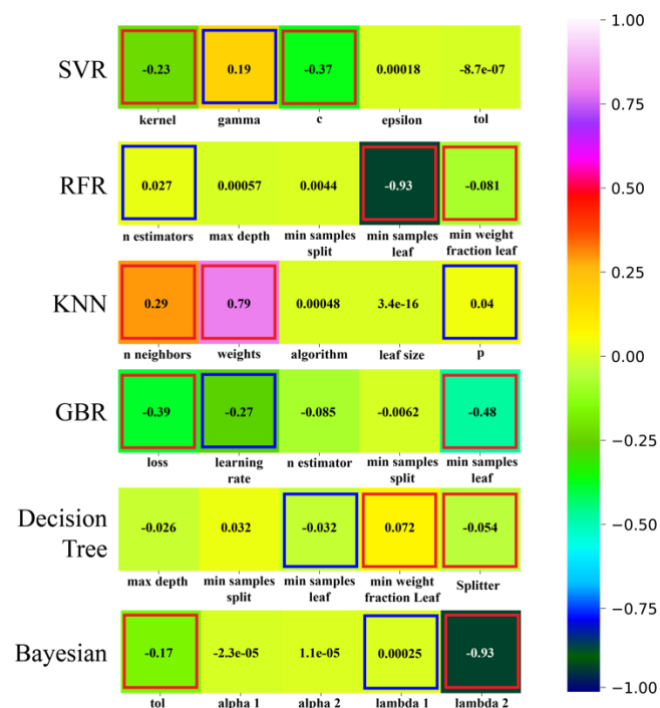 SVR
-0.23 0.19 -0.37 0.00018 -8.7e-07
kernel gamma c epsilon tol
RFR
0.027 0.00057 0.0044 -0.93 -0.081
n estimators max depth min samples min samples min weight
split leaf fraction leaf
KNN
0.29 0.79 0.00048 3.4e-16 0.04
n neighbors weights algorithm leaf size p
GBR
-0.39 -0.27 -0.085 -0.0062 -0.48
loss learning n estimator min samples min samples
rate split leaf
Decision
Tree
-0.026 0.032 -0.032 0.072 -0.054
max depth min samples min samples min weight Splitter
split leaf fraction Leaf
Bayesian
-0.17 -2.3e-05 1.1e-05 0.00025 -0.93
tol alpha 1 alpha 2 lambda 1 lambda 2
1.00
0.75
0.50
0.25
0.00
−0.25
−0.50
−0.75
−1.00